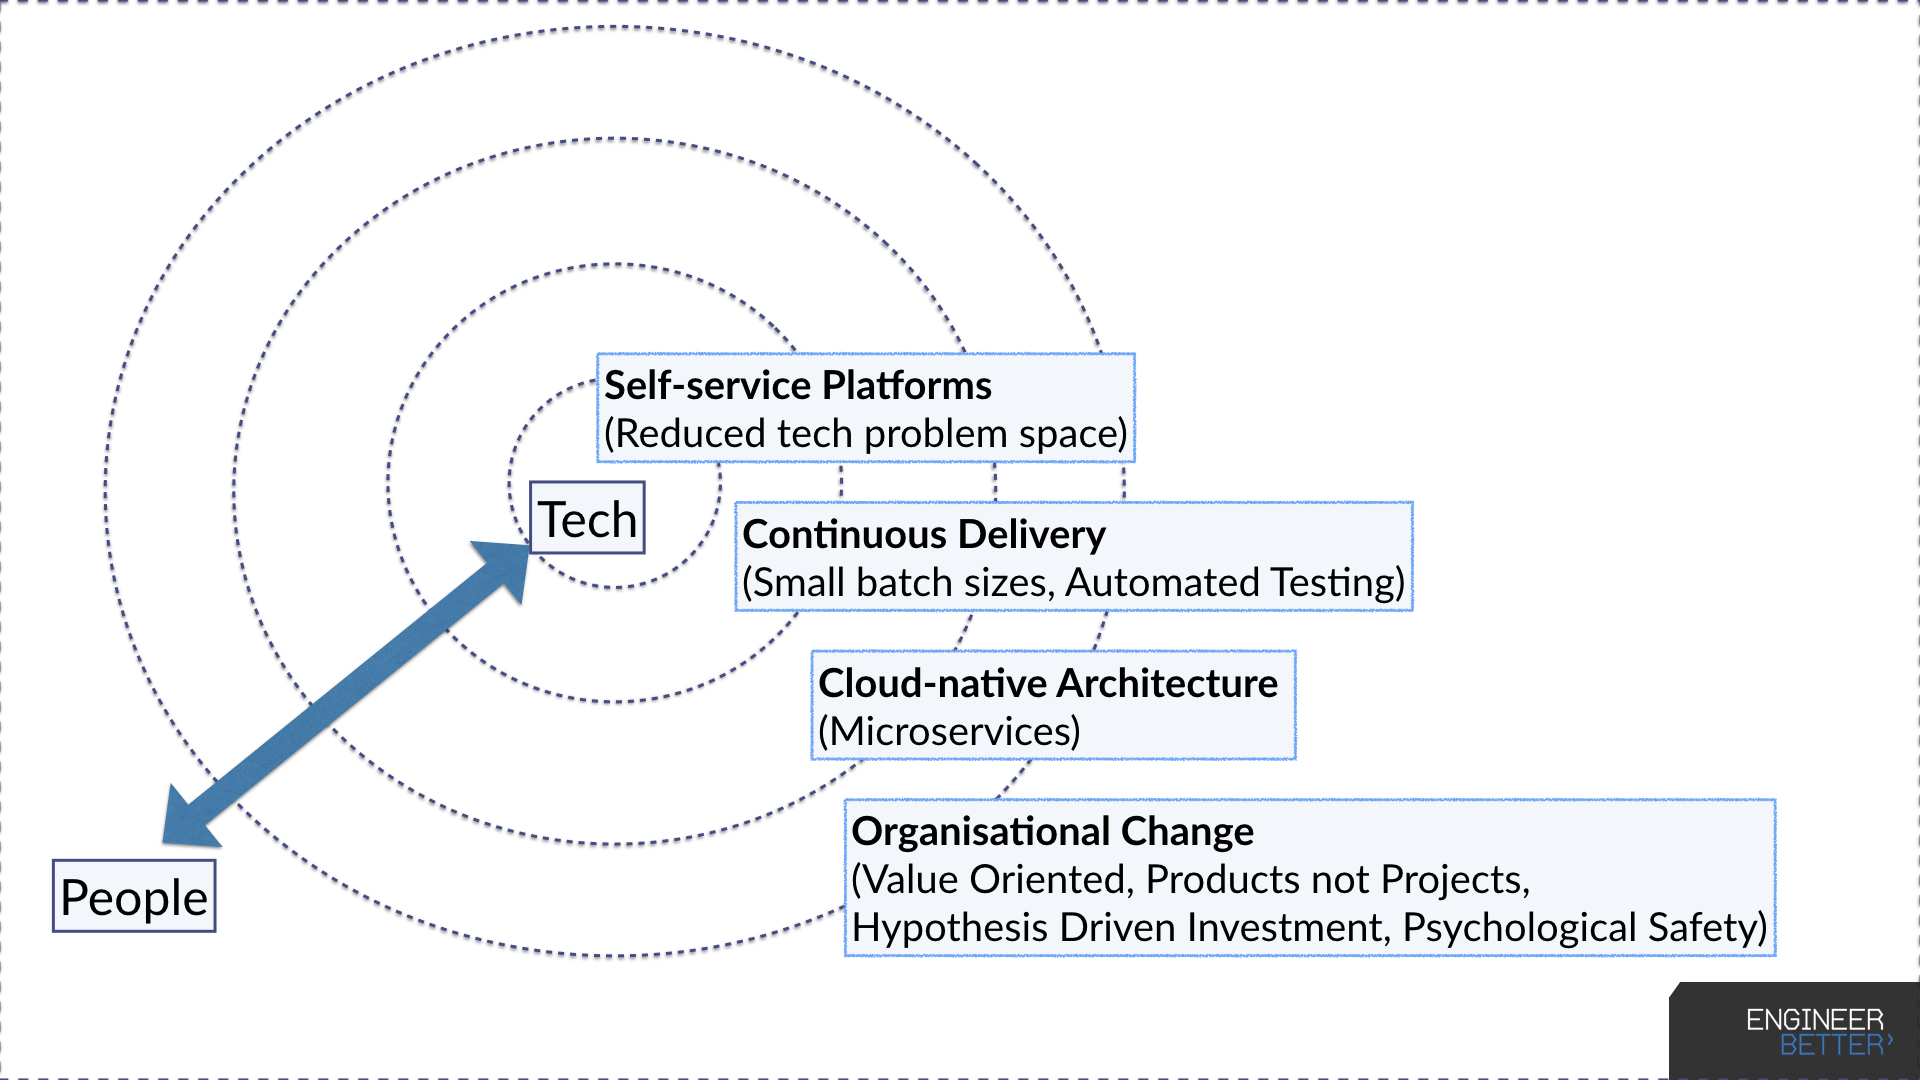 Self-service Platforms
(Reduced tech problem space)
Tech
Continuous Delivery
(Small batch sizes, Automated Testing)
Cloud-native Architecture
(Microservices)
Organisational Change
(Value Oriented, Products not Projects,
Hypothesis Driven Investment, Psychological Safety)
People
ENGINEER
BETTER›